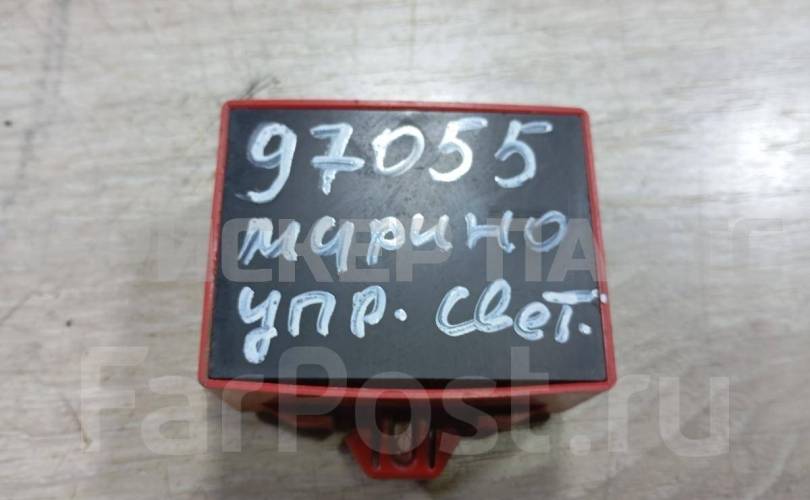 97055
марино
упр. свет.
FarPost.ru